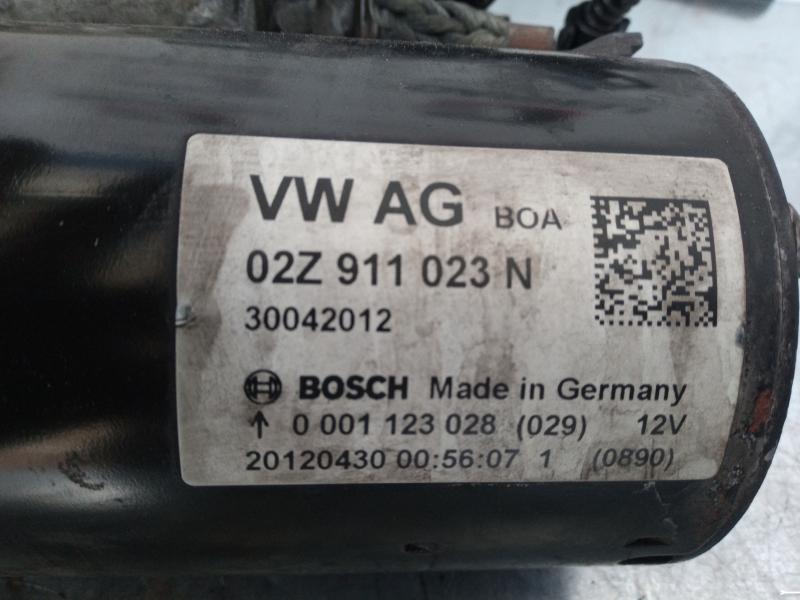 VW AG BOA
02Z 911 023 N
30042012
BOSCH Made in Germany
↑ 0 001 123 028 (029) 12V
20120430 00:56:07 1 (0890)